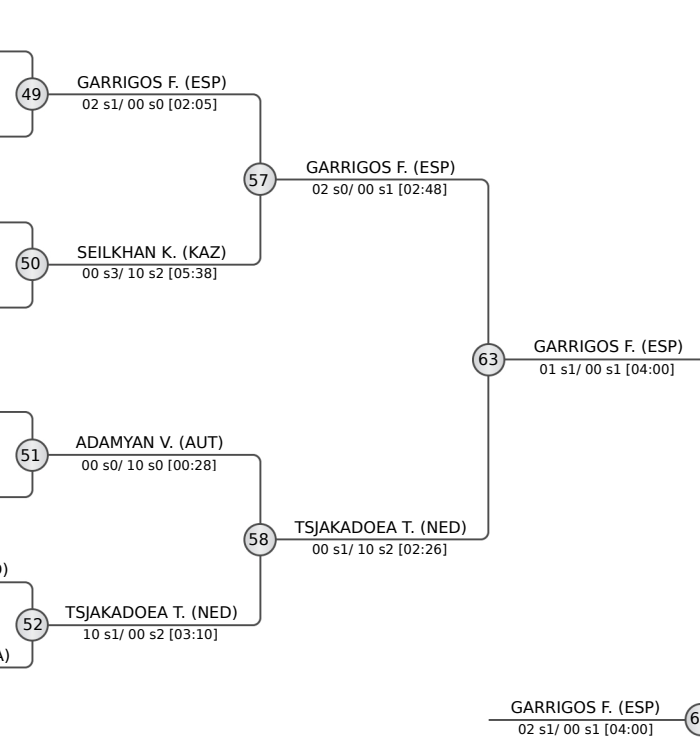 GARRIGOS F. (ESP)
49
02 s1/ 00 s0 [02:05]
GARRIGOS F. (ESP)
57
02 s0/ 00 s1 [02:48]
SEILKHAN K. (KAZ)
50
00 s3/ 10 s2 [05:38]
GARRIGOS F. (ESP)
63
01 s1/ 00 s1 [04:00]
ADAMYAN V. (AUT)
51
00 s0/ 10 s0 [00:28]
TSJAKADOEA T. (NED)
58
00 s1/ 10 s2 [02:26]
)
TSJAKADOEA T. (NED)
52
10 s1/ 00 s2 [03:10]
A)
GARRIGOS F. (ESP)
6
02 s1/ 00 s1 [04:00]